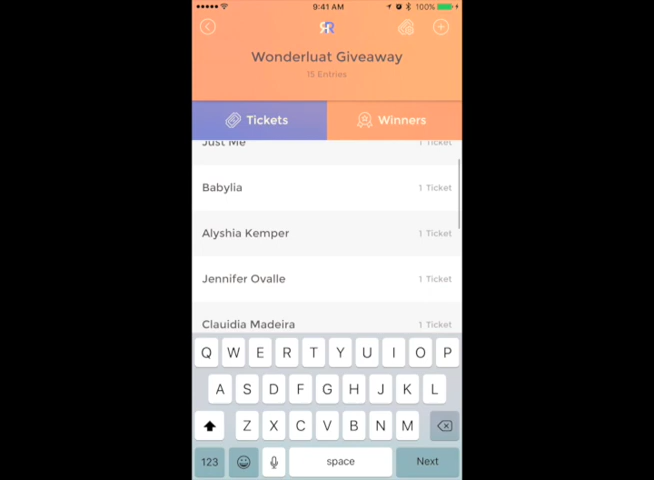 9:41 AM 100%
Wonderluat Giveaway
15 Entries
Tickets Winners
Just Me 1 Ticket
Babylia 1 Ticket
Alyshia Kemper 1 Ticket
Jennifer Ovalle 1 Ticket
Clauidia Madeira 1 Ticket
Q W E R T Y U I O P
A S D F G H J K L
Z X C V B N M
123 space Next